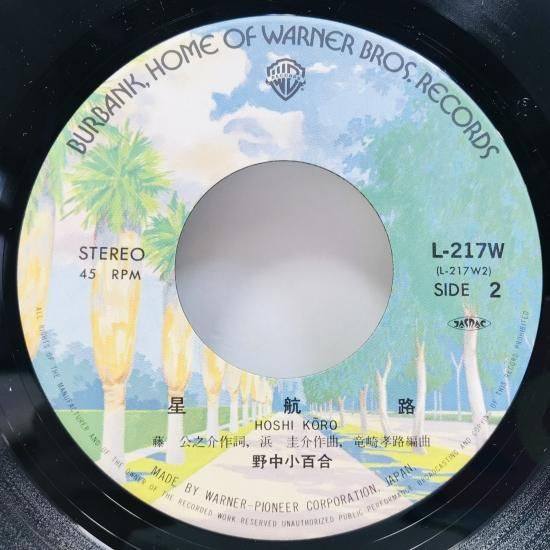 BURBANK, HOME OF WARNER BROS. RECORDS
STEREO
45 RPM
L-217W
(L-217W2)
SIDE 2
JASRAC
星航路
HOSHI KŌRO
藤 公之介作詞, 浜 圭介作曲, 竜崎孝路編曲
野中小百合
MADE BY WARNER-PIONEER CORPORATION, JAPAN.
ALL RIGHTS OF THE MANUFACTURER AND OF THE OWNER OF THE RECORDED WORK RESERVED UNAUTHORIZED PUBLIC PERFORMANCE BROADCASTING AND COPYING OF THIS RECORD PROHIBITED